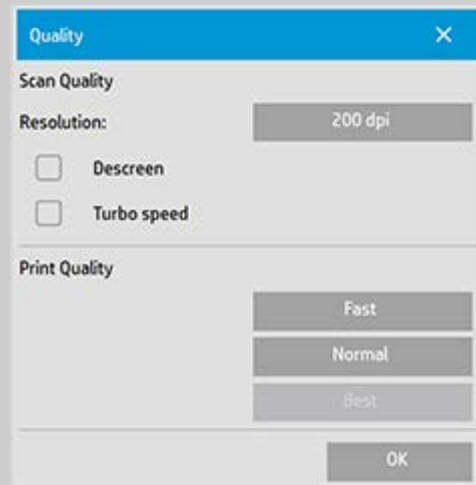 Quality
Scan Quality
Resolution: 200 dpi
Descreen
Turbo speed
Print Quality
Fast
Normal
Best
OK